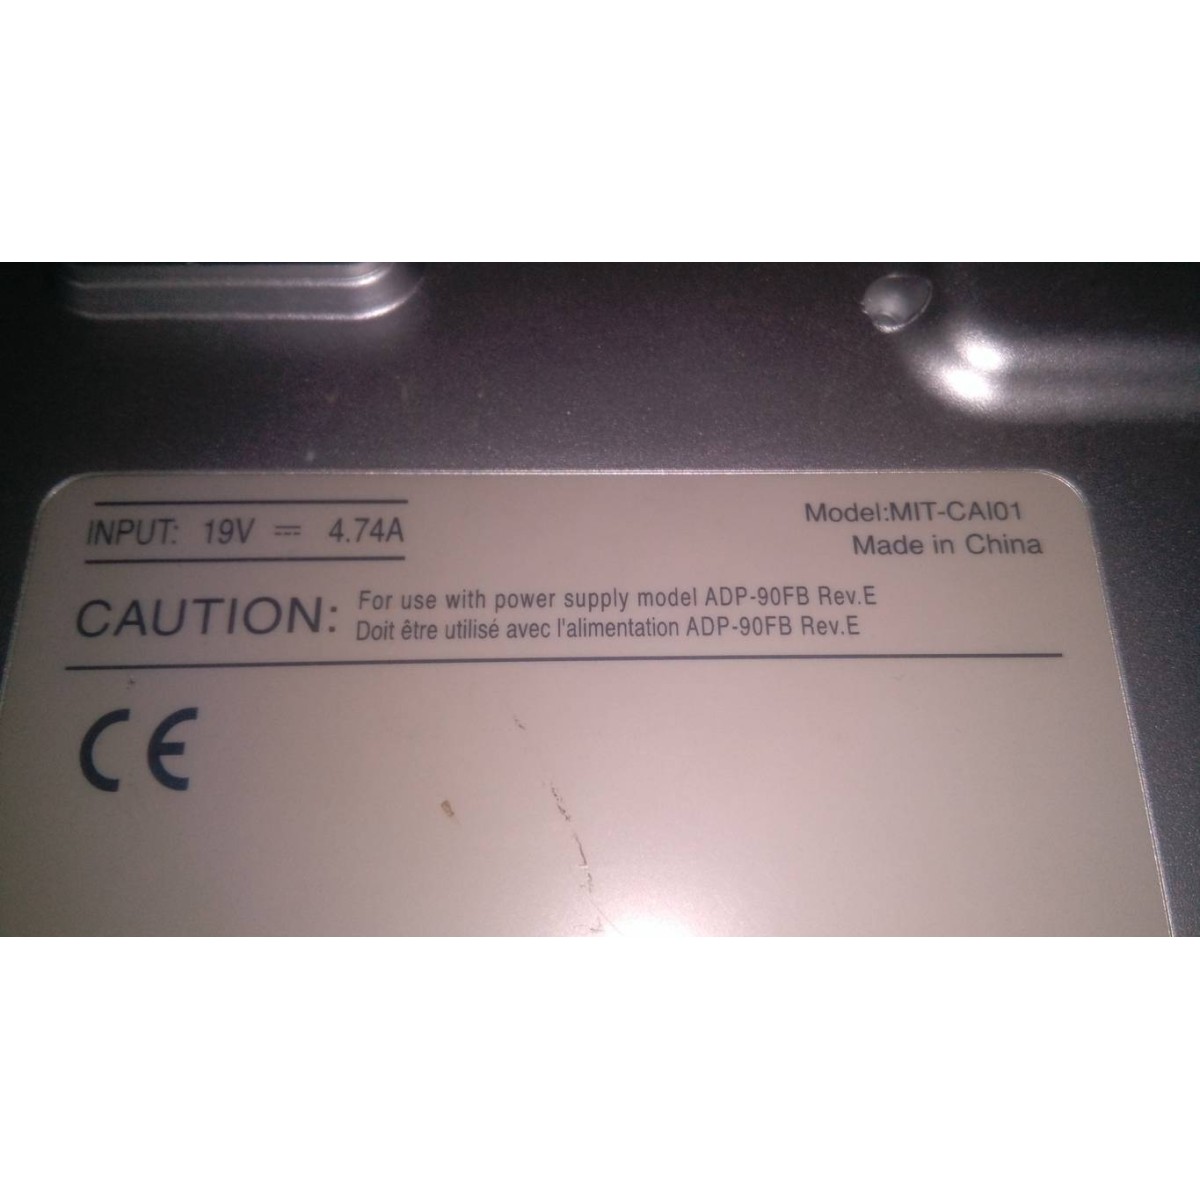 INPUT: 19V ⎓ 4.74A
Model:MIT-CAI01
Made in China
CAUTION: For use with power supply model ADP-90FB Rev.E
Doit être utilisé avec l'alimentation ADP-90FB Rev.E
CE